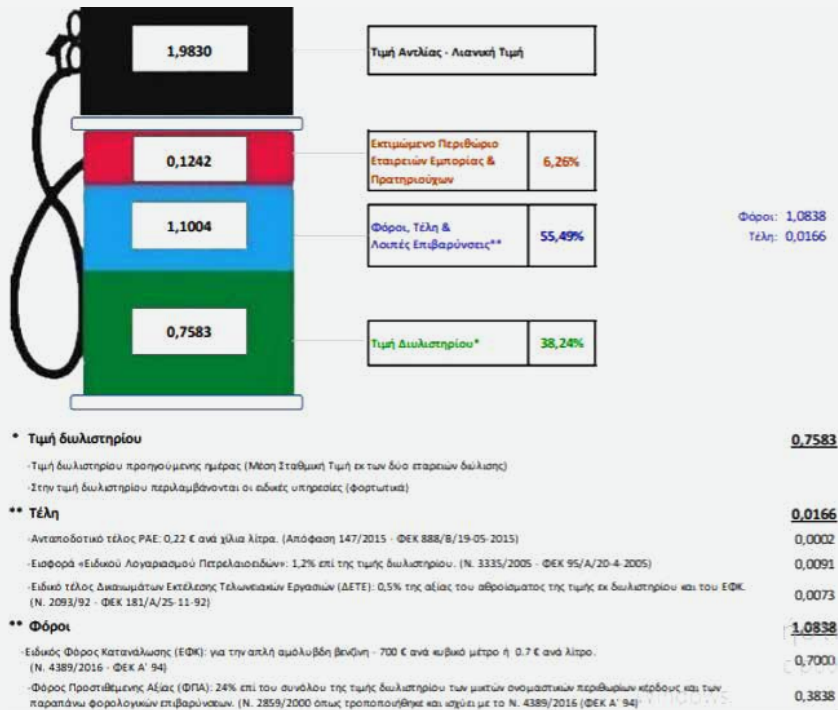 1,9830
Τιμή Αντλίας - Λιανική Τιμή
0,1242
Εκτιμώμενο Περιθώριο
Εταιρειών Εμπορίας &
Πρατηριούχων
6,26%
1,1004
Φόροι, Τέλη &
Λοιπές Επιβαρύνσεις**
55,49%
Φόροι: 1,0838
Τέλη: 0,0166
0,7583
Τιμή Διυλιστηρίου*
38,24%
* Τιμή διυλιστηρίου 0,7583
-Τιμή διυλιστηρίου προηγούμενης ημέρας (Μέση Σταθμική Τιμή εκ των δύο εταρειών διύλισης)
-Στην τιμή διυλιστηρίου περιλαμβάνονται οι ειδικές υπηρεσίες (φορτωτικά)
** Τέλη 0,0166
-Ανταποδοτικό τέλος ΡΑΕ: 0,22 € ανά χίλια λίτρα. (Απόφαση 147/2015 - ΦΕΚ 888/Β/19-05-2015) 0,0002
-Εισφορά «Ειδικού Λογαριασμού Πετρελαιοειδών»: 1,2% επί της τιμής διυλιστηρίου. (Ν. 3335/2005 - ΦΕΚ 95/Α/20-4-2005) 0,0091
-Ειδικό τέλος Δικαιωμάτων Εκτέλεσης Τελωνειακών Εργασιών (ΔΕΤΕ): 0,5% της αξίας του αθροίσματος της τιμής εκ διυλιστηρίου και του ΕΦΚ. 0,0073
(Ν. 2093/92 - ΦΕΚ 181/Α/25-11-92)
** Φόροι 1,0838
-Ειδικός Φόρος Κατανάλωσης (ΕΦΚ): για την απλή αμόλυβδη βενζίνη - 700 € ανά κυβικό μέτρο ή 0.7 € ανά λίτρο. 0,7000
(Ν. 4389/2016 - ΦΕΚ Α' 94)
-Φόρος Προστιθέμενης Αξίας (ΦΠΑ): 24% επί του συνόλου της τιμής διυλιστηρίου των μικτών ονομαστικών περιθωρίων κέρδους και των 0,3838
παραπάνω φορολογικών επιβαρύνσεων. (Ν. 2859/2000 όπως τροποποιήθηκε και ισχύει με το Ν. 4389/2016 (ΦΕΚ Α' 94)